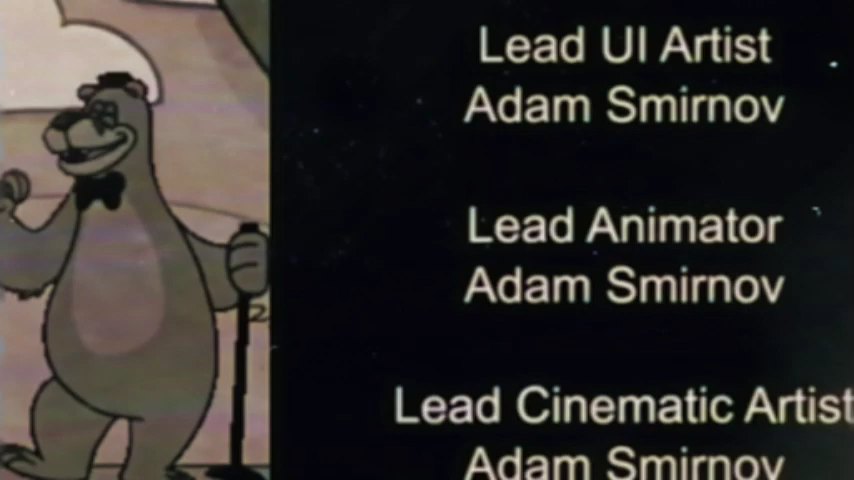 Lead UI Artist
Adam Smirnov
Lead Animator
Adam Smirnov
Lead Cinematic Artist
Adam Smirnov